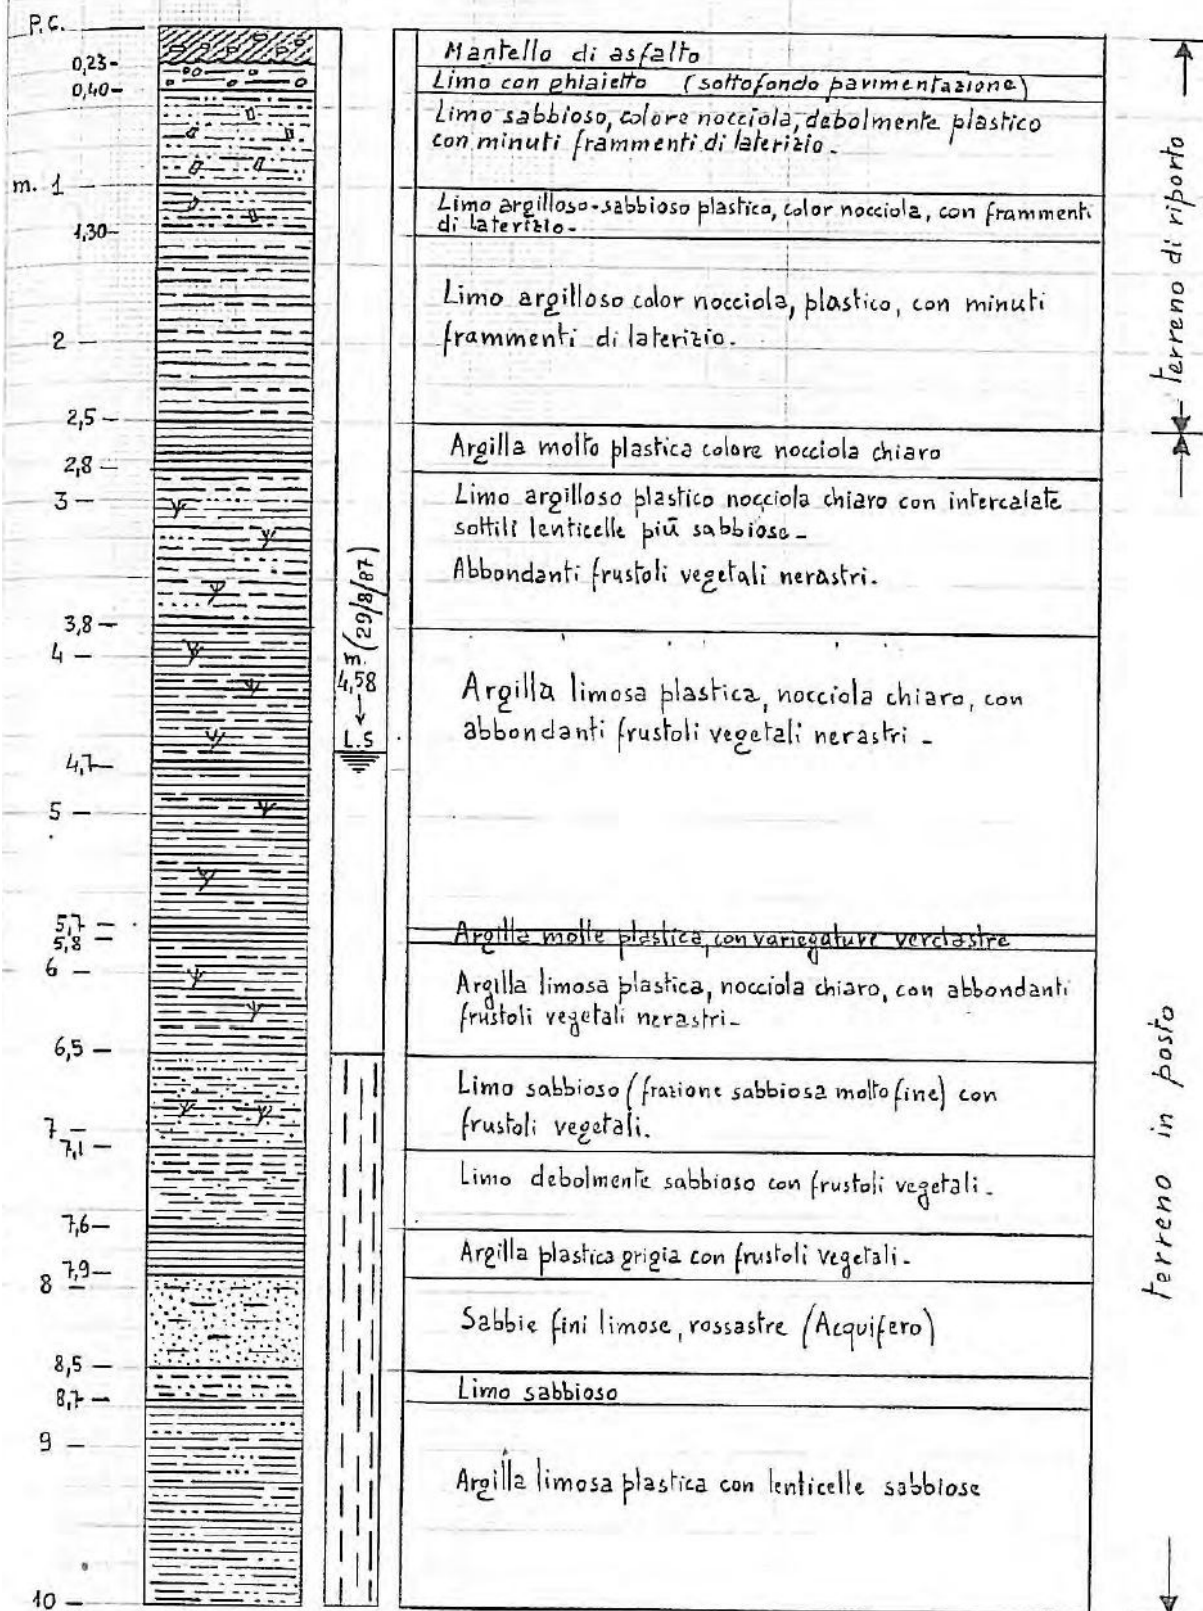 P.C.
0,23-
0,40-
m. 1
1,30-
2
2,5
2,8
3
3,8
4
4,7
5
5,7
5,8
6
6,5
7
7,1
7,6
7,9
8
8,5
8,7
9
10
m. (29/8/87)
4,58
L.S
Mantello di asfalto
Limo con ghiaietto (sottofondo pavimentazione)
Limo sabbioso, colore nocciola, debolmente plastico
con minuti frammenti di laterizio.
Limo argilloso-sabbioso plastico, color nocciola, con frammenti
di laterizio-
Limo argilloso color nocciola, plastico, con minuti
frammenti di laterizio.
Argilla molto plastica colore nocciola chiaro
Limo argilloso plastico nocciola chiaro con intercalate
sottili lenticelle più sabbiose-
Abbondanti frustoli vegetali nerastri.
Argilla limosa plastica, nocciola chiaro, con
abbondanti frustoli vegetali nerastri-
Argilla molle plastica, con variegature verdastre
Argilla limosa plastica, nocciola chiaro, con abbondanti
frustoli vegetali nerastri-
Limo sabbioso (frazione sabbiosa molto fine) con
frustoli vegetali.
Limo debolmente sabbioso con frustoli vegetali-
Argilla plastica grigia con frustoli vegetali-
Sabbie fini limose, rossastre (Acquifero)
Limo sabbioso
Argilla limosa plastica con lenticelle sabbiose
terreno di riporto
terreno in posto